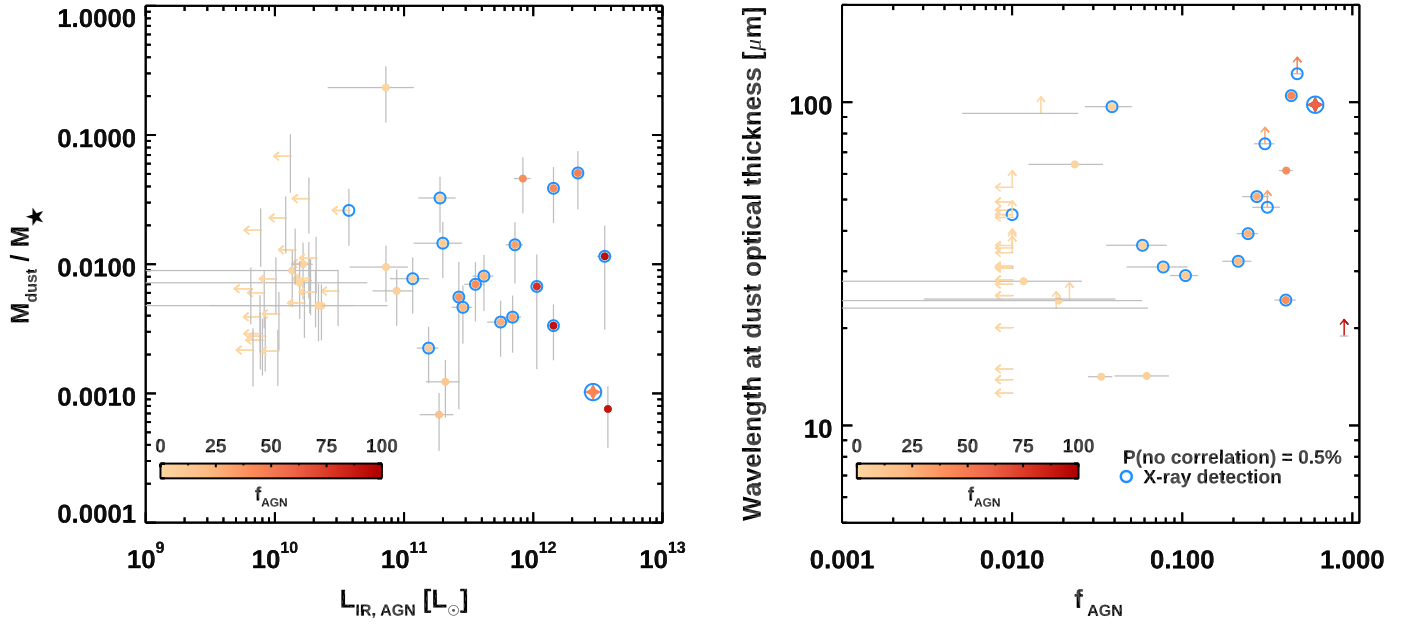 1.0000
0.1000
0.0100
0.0010
0.0001
M_dust / M_★
0 25 50 75 100
f_AGN
10^9 10^10 10^11 10^12 10^13
L_IR, AGN [L_☉]
Wavelength at dust optical thickness [μm]
100
10
0 25 50 75 100
f_AGN
P(no correlation) = 0.5%
X-ray detection
0.001 0.010 0.100 1.000
f_AGN